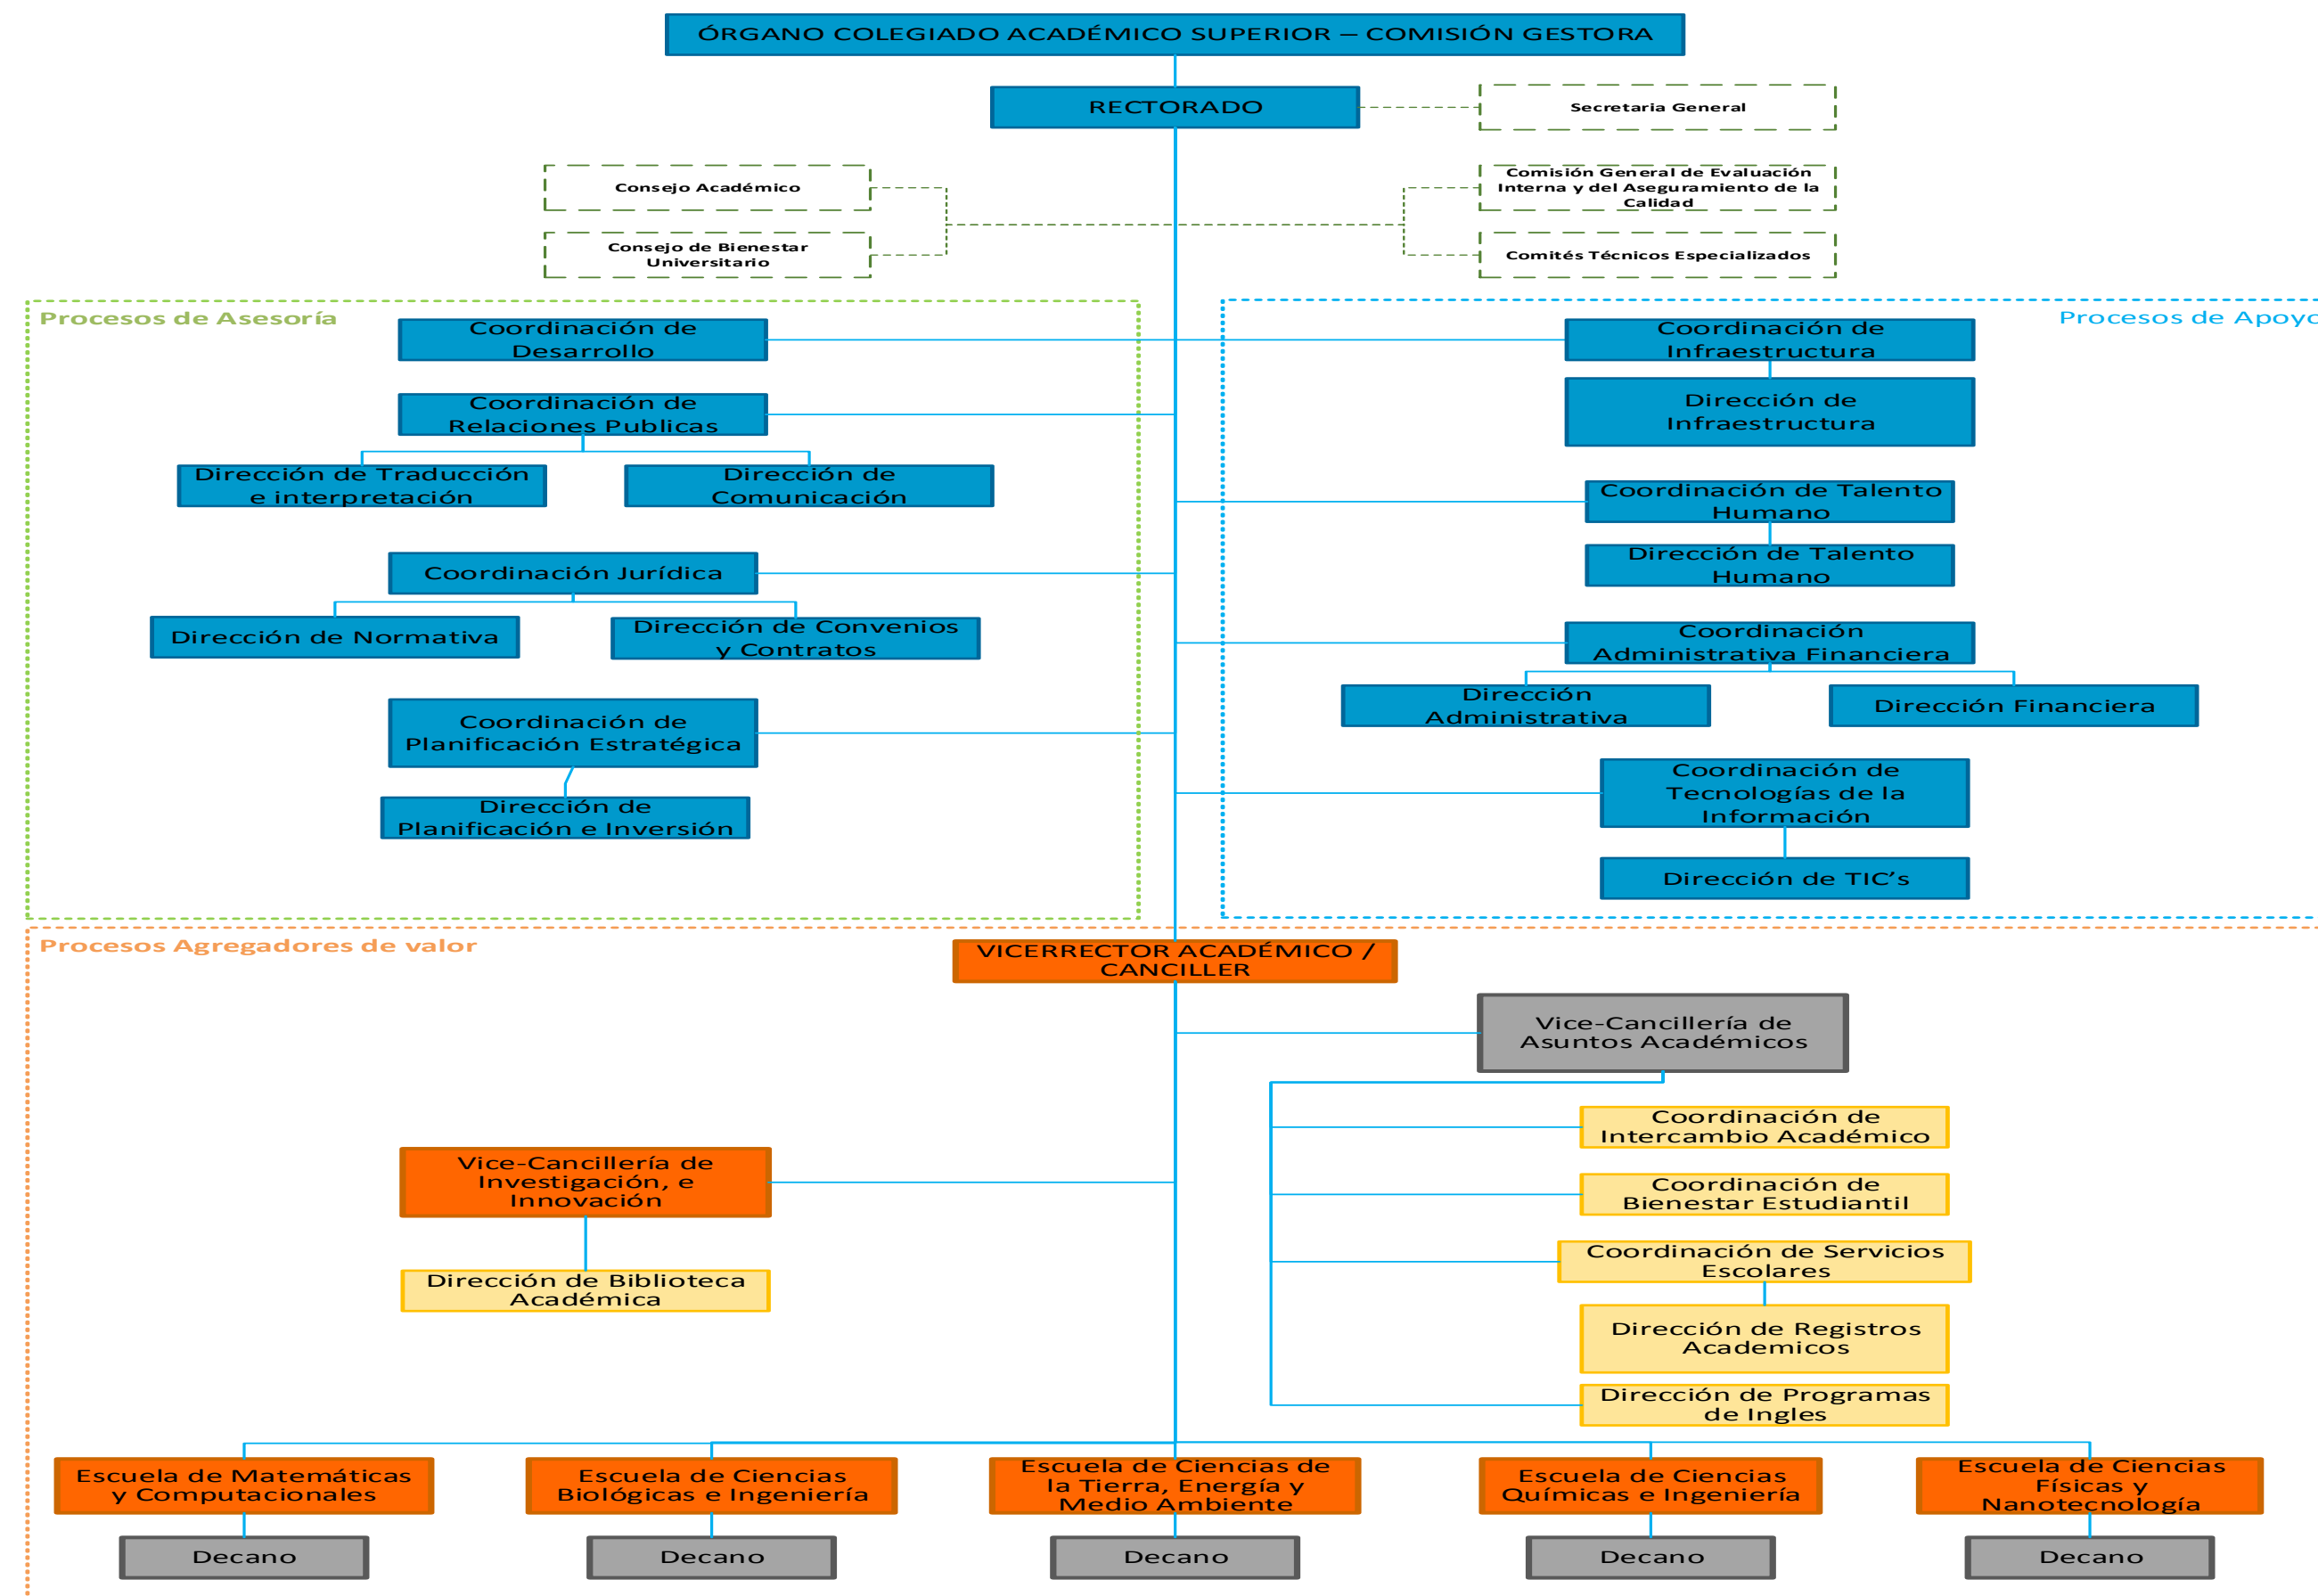 ÓRGANO COLEGIADO ACADÉMICO SUPERIOR – COMISIÓN GESTORA
RECTORADO
Secretaria General
Consejo Académico
Comisión General de Evaluación
Interna y del Aseguramiento de la
Calidad
Consejo de Bienestar
Universitario
Comités Técnicos Especializados
Procesos de Asesoría
Coordinación de
Desarrollo
Coordinación de
Relaciones Publicas
Dirección de Traducción
e interpretación
Dirección de
Comunicación
Coordinación Jurídica
Dirección de Normativa
Dirección de Convenios
y Contratos
Coordinación de
Planificación Estratégica
Dirección de
Planificación e Inversión
Procesos de Apoyo
Coordinación de
Infraestructura
Dirección de
Infraestructura
Coordinación de Talento
Humano
Dirección de Talento
Humano
Coordinación
Administrativa Financiera
Dirección
Administrativa
Dirección Financiera
Coordinación de
Tecnologías de la
Información
Dirección de TIC’s
Procesos Agregadores de valor
VICERRECTOR ACADÉMICO /
CANCILLER
Vice-Cancillería de
Asuntos Académicos
Coordinación de
Intercambio Académico
Vice-Cancillería de
Investigación, e
Innovación
Coordinación de
Bienestar Estudiantil
Dirección de Biblioteca
Académica
Coordinación de Servicios
Escolares
Dirección de Registros
Academicos
Dirección de Programas
de Ingles
Escuela de Matemáticas
y Computacionales
Escuela de Ciencias
Biológicas e Ingeniería
Escuela de Ciencias de
la Tierra, Energía y
Medio Ambiente
Escuela de Ciencias
Químicas e Ingeniería
Escuela de Ciencias
Físicas y
Nanotecnología
Decano
Decano
Decano
Decano
Decano